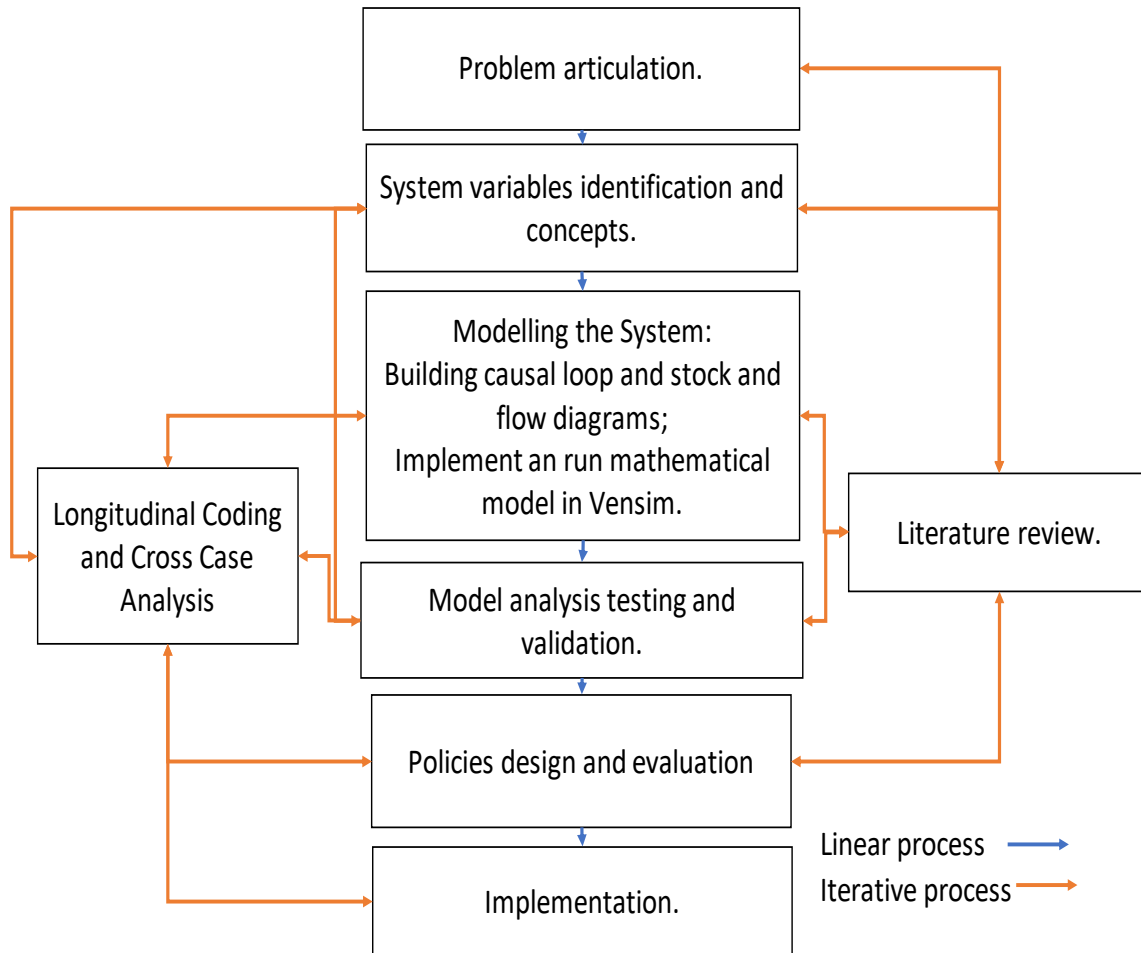 Problem articulation.
System variables identification and
concepts.
Modelling the System:
Building causal loop and stock and
flow diagrams;
Implement an run mathematical
model in Vensim.
Longitudinal Coding
and Cross Case
Analysis
Literature review.
Model analysis testing and
validation.
Policies design and evaluation
Linear process
Iterative process
Implementation.